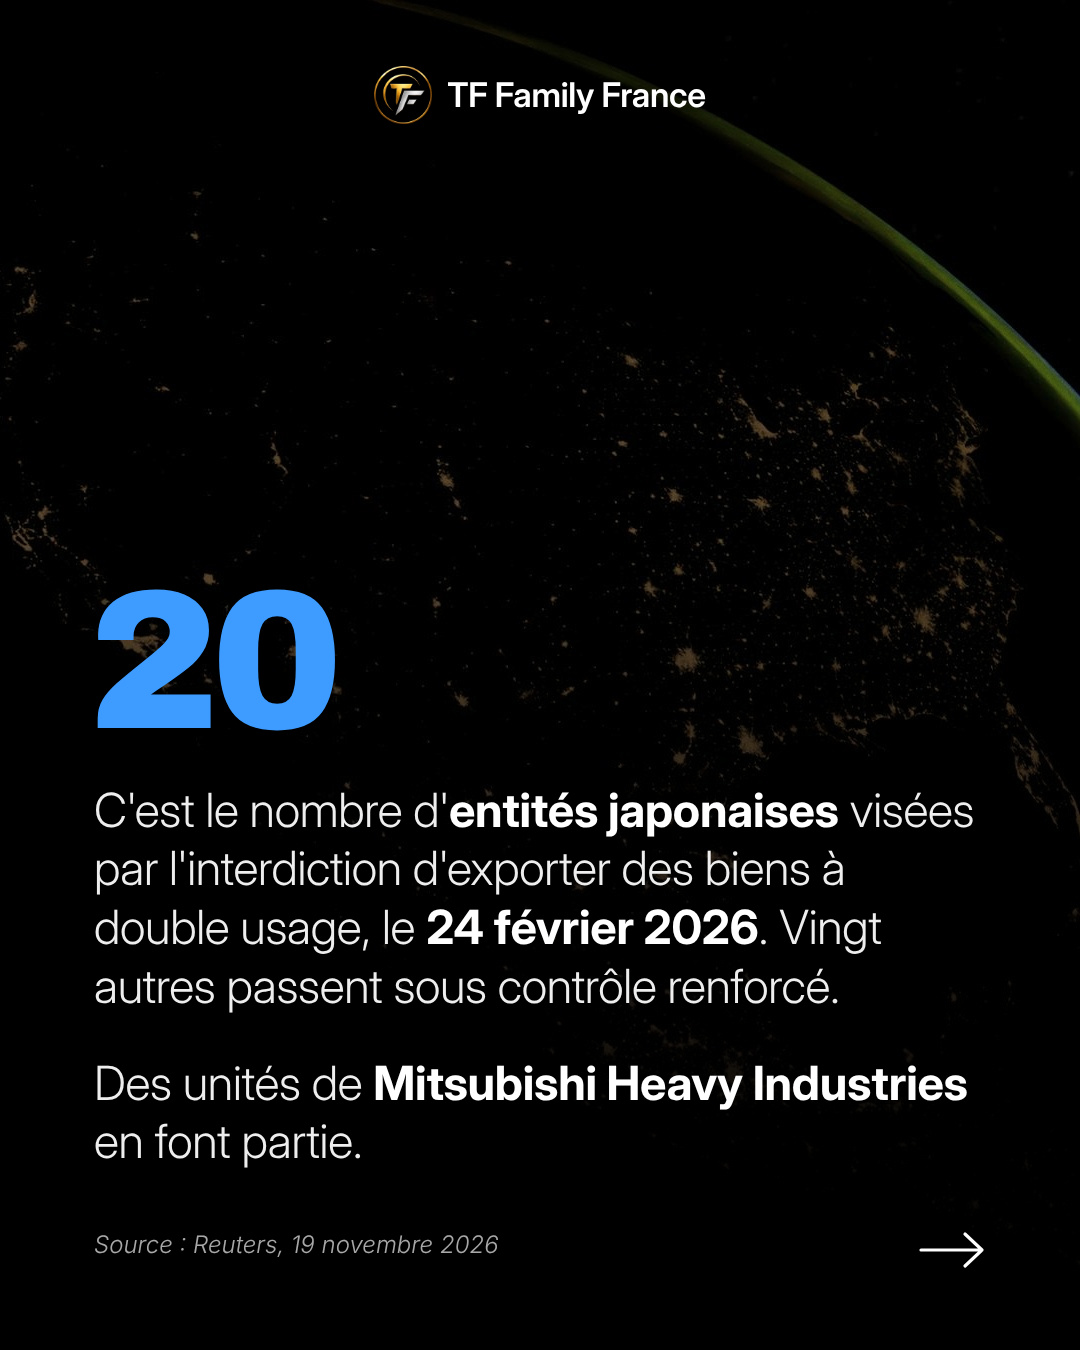 TF TF Family France
20
C'est le nombre d'entités japonaises visées
par l'interdiction d'exporter des biens à
double usage, le 24 février 2026. Vingt
autres passent sous contrôle renforcé.
Des unités de Mitsubishi Heavy Industries
en font partie.
Source : Reuters, 19 novembre 2026